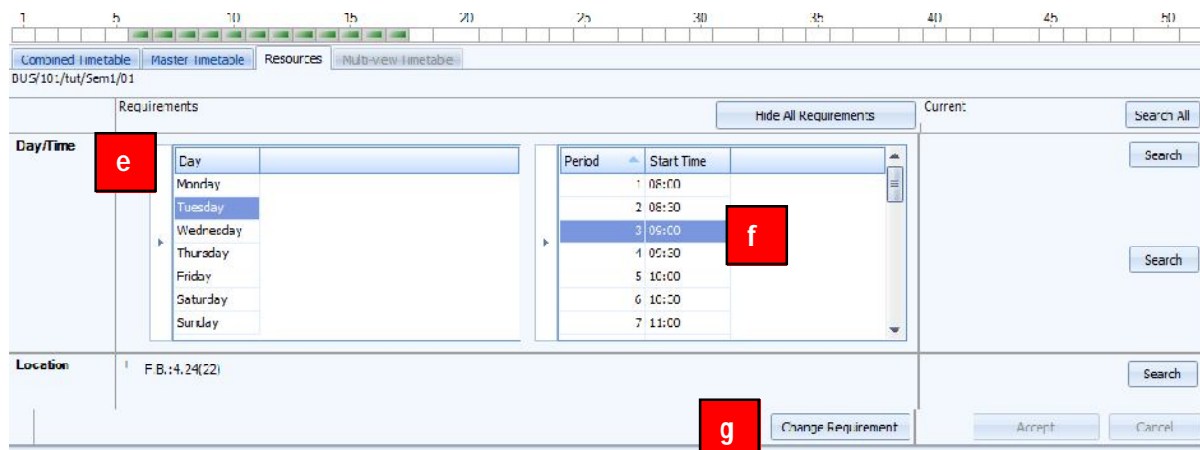 1 5 10 15 20 25 30 35 40 45 50
Combined Timetable Master Timetable Resources Multi-view Timetable
BUS/101/tut/Sem1/01
Requirements Hide All Requirements Current Search All
Day/Time e Search
Day Period Start Time
Monday 1 08:00
Tuesday 2 08:30
Wednesday 3 09:00 f
Thursday 4 09:30 Search
Friday 5 10:00
Saturday 6 10:30
Sunday 7 11:00
Location F.B.:4.24(22) Search
g Change Requirement Accept Cancel